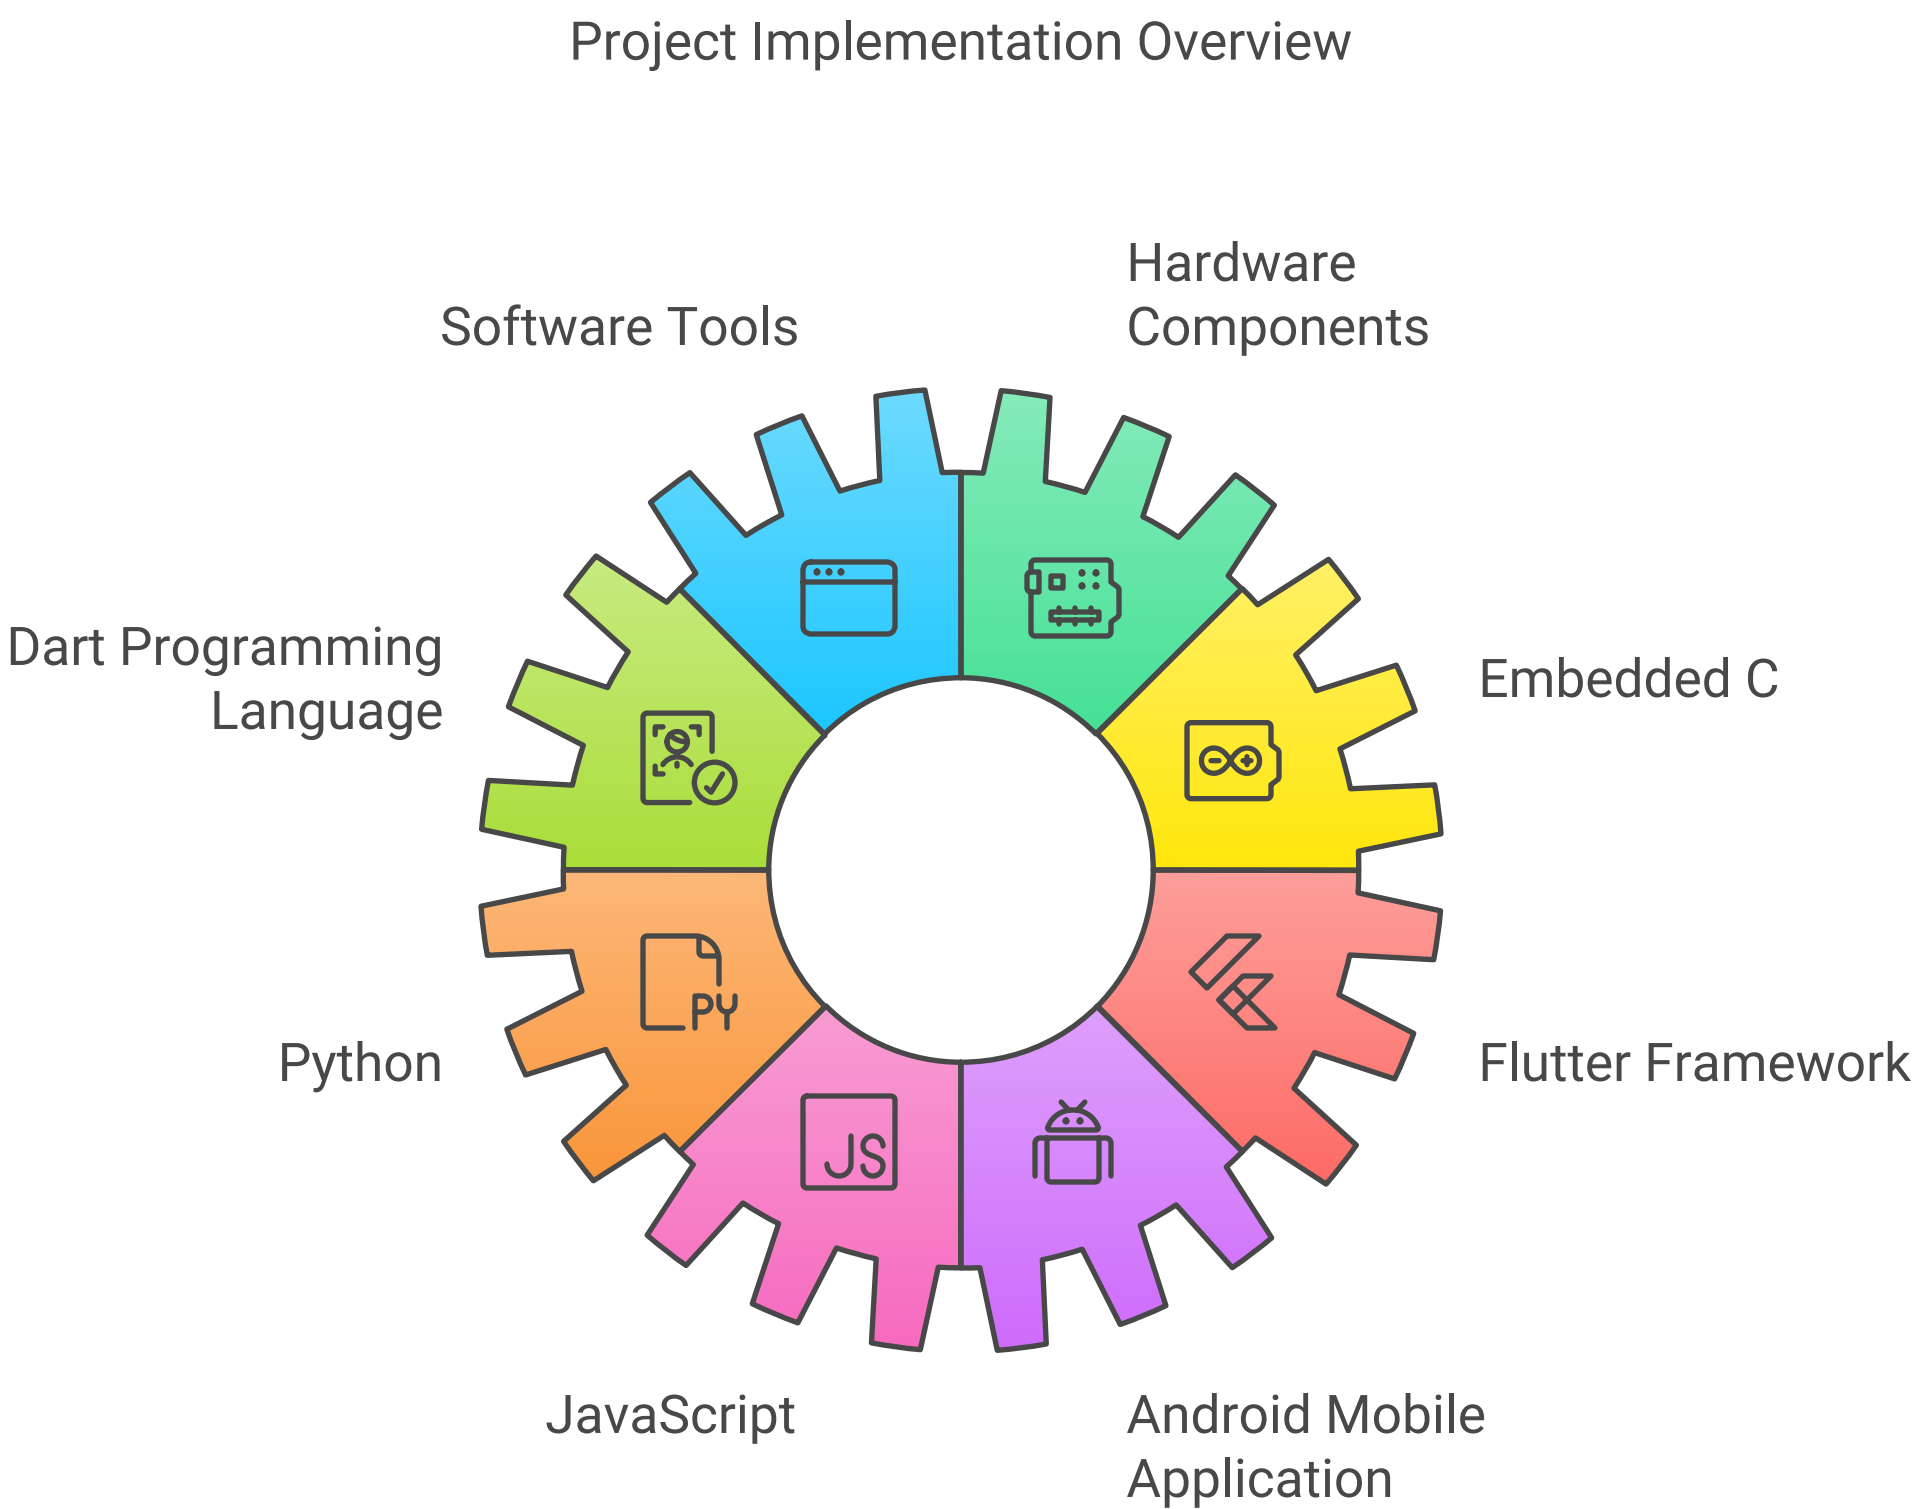 Project Implementation Overview
Hardware
Components
Software Tools
Dart Programming
Language
Embedded C
PY
Python
Flutter Framework
JS
JavaScript
Android Mobile
Application